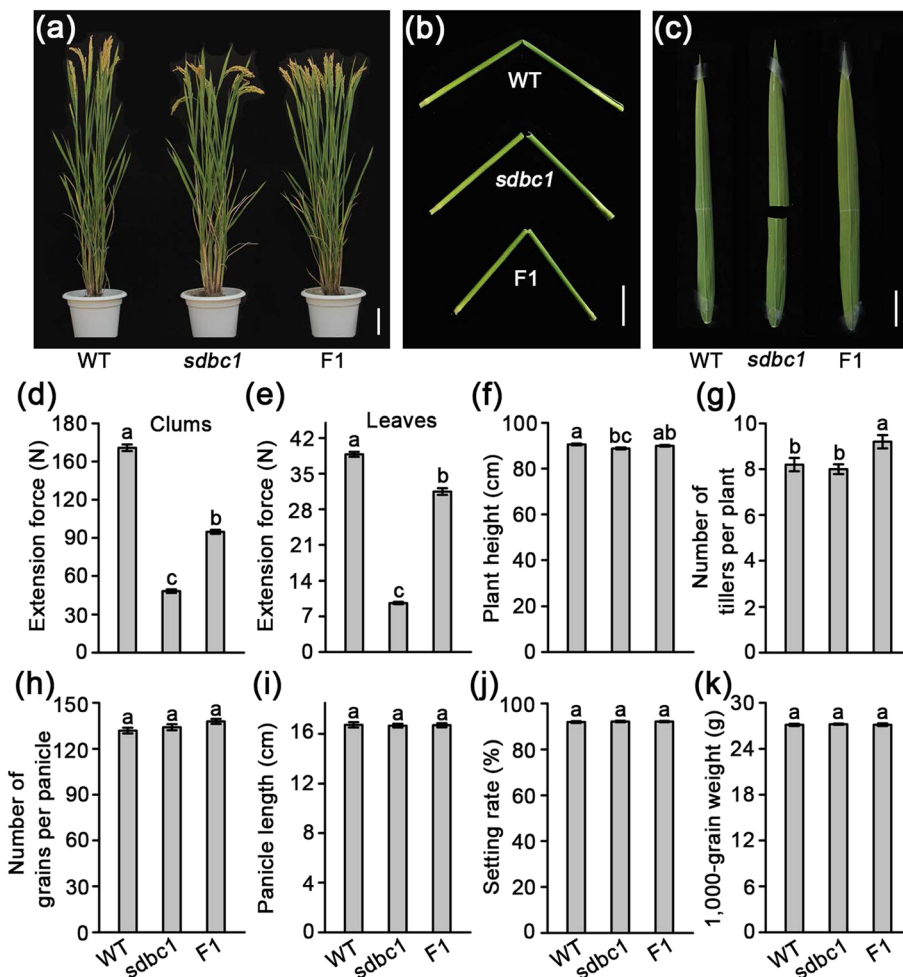 (a)
(b)
(c)
WT
sdbc1
F1
WT
sdbc1
F1
WT
sdbc1
F1
(d)
Clums
Extension force (N)
180
160
120
90
60
30
0
a
c
b
(e)
Leaves
Extension force (N)
42
35
28
21
14
7
0
a
c
b
(f)
Plant height (cm)
100
80
60
40
20
0
a
bc
ab
(g)
Number of
tillers per plant
10
8
6
4
2
0
b
b
a
(h)
Number of
grains per panicle
150
120
90
60
30
0
a
a
a
WT
sdbc1
F1
(i)
Panicle length (cm)
20
16
12
8
4
0
a
a
a
WT
sdbc1
F1
(j)
Setting rate (%)
100
80
60
40
20
0
a
a
a
WT
sdbc1
F1
(k)
1,000-grain weight (g)
30
24
18
12
6
0
a
a
a
WT
sdbc1
F1